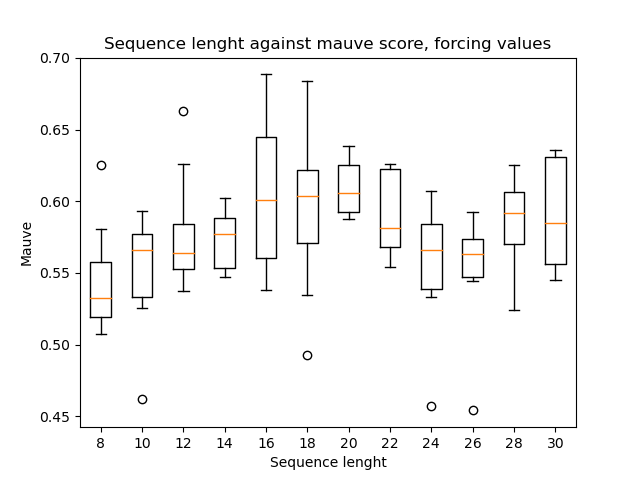 Sequence lenght against mauve score, forcing values
0.70
0.65
0.60
0.55
0.50
0.45
Mauve
8 10 12 14 16 18 20 22 24 26 28 30
Sequence lenght